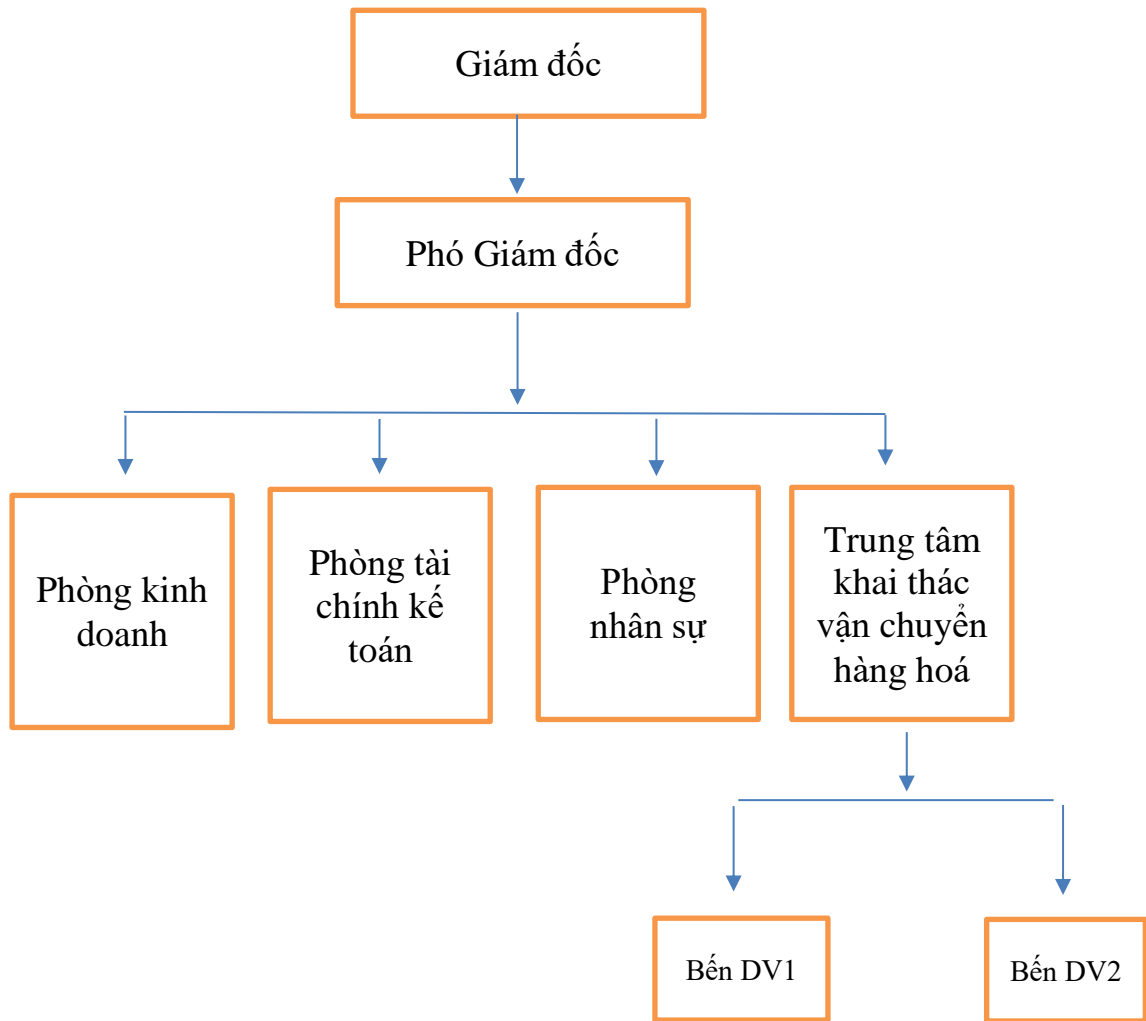 Giám đốc
Phó Giám đốc
Phòng kinh
doanh
Phòng tài
chính kế
toán
Phòng
nhân sự
Trung tâm
khai thác
vận chuyển
hàng hoá
Bến DV1
Bến DV2